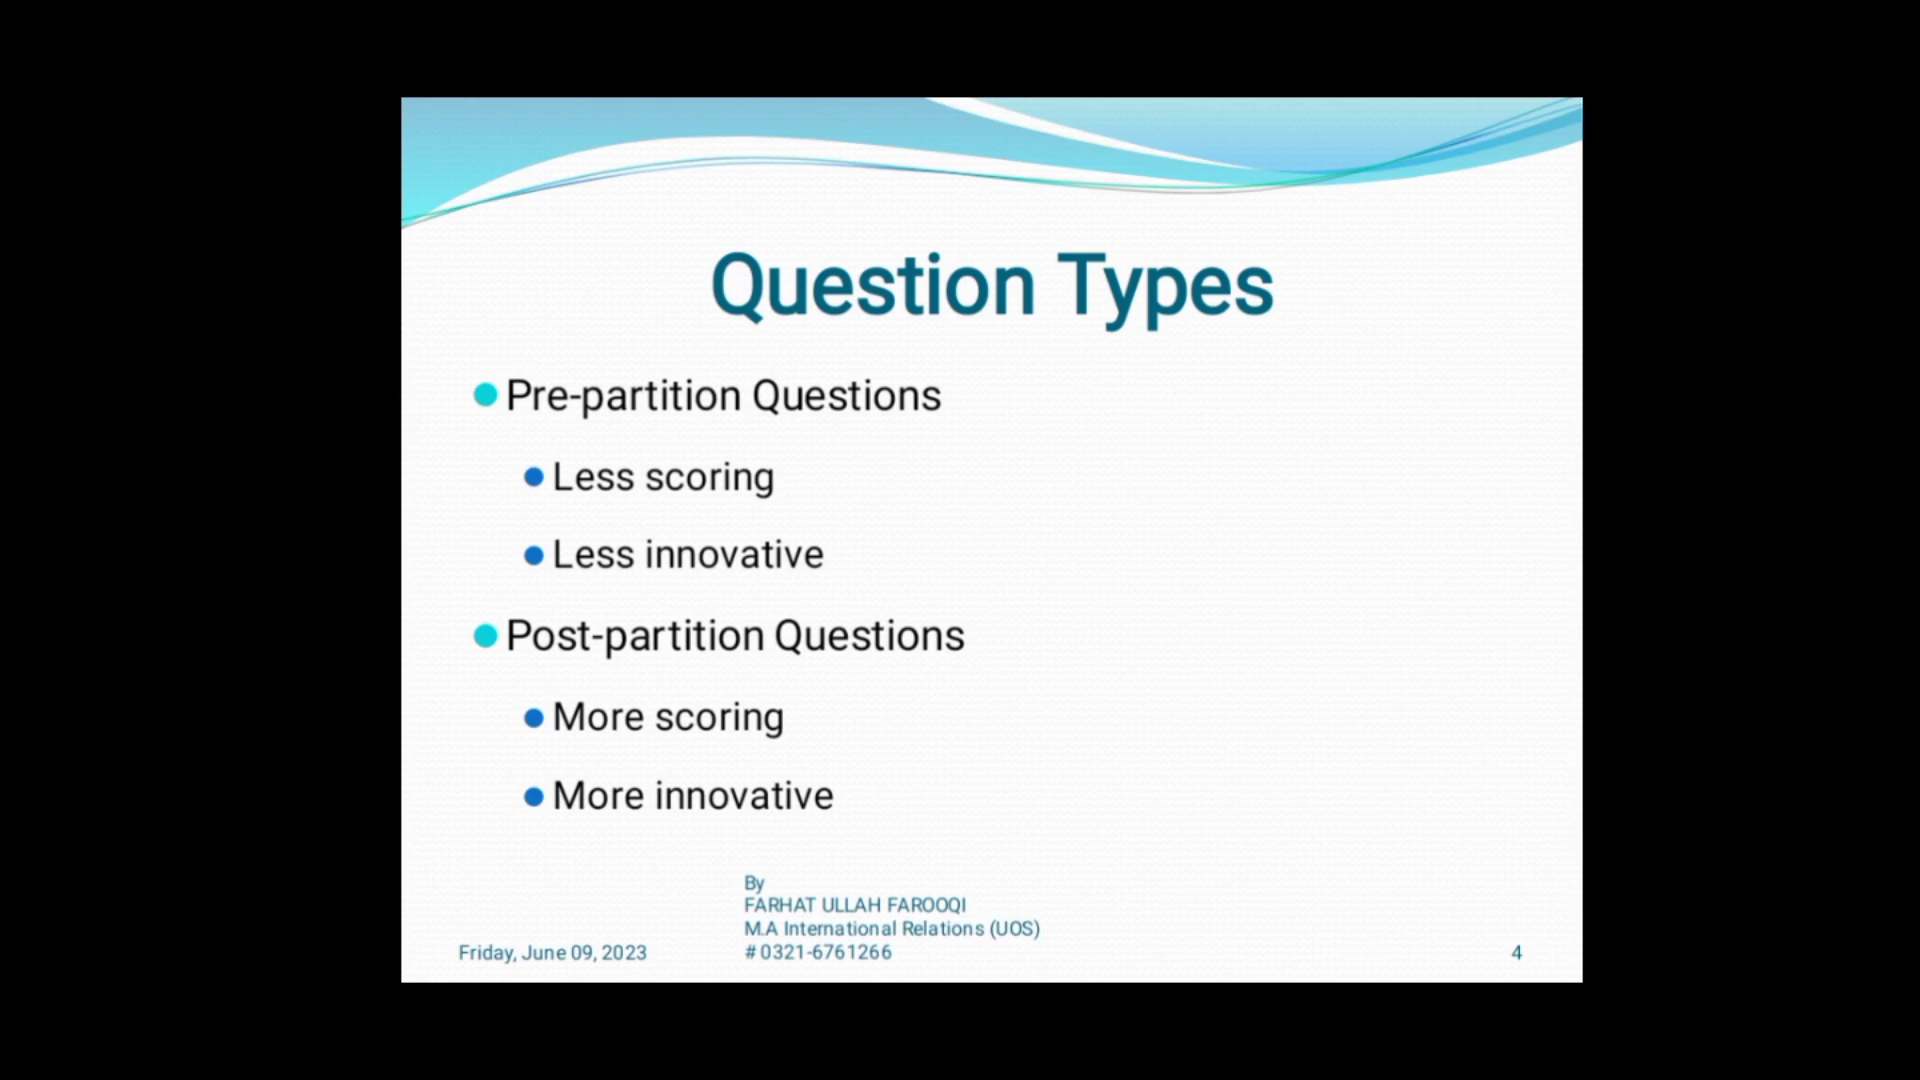 Question Types
Pre-partition Questions
Less scoring
Less innovative
Post-partition Questions
More scoring
More innovative
By
FARHAT ULLAH FAROOQI
M.A International Relations (UOS)
# 0321-6761266
Friday, June 09, 2023
4